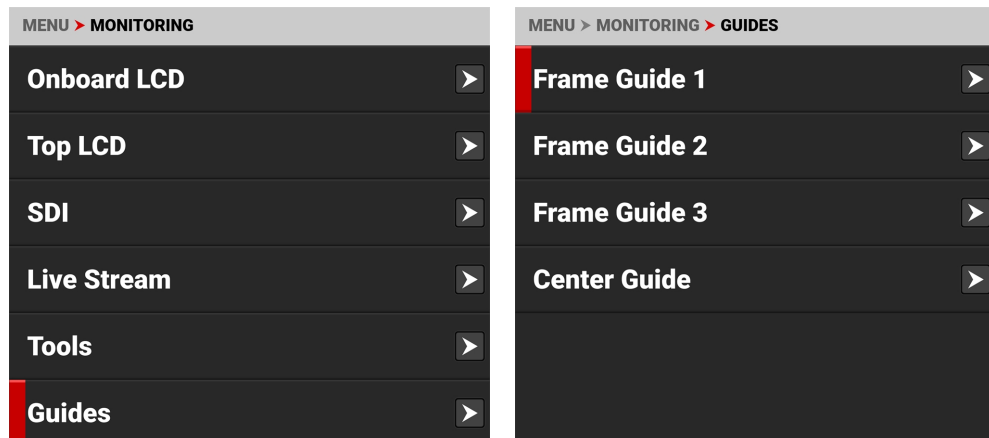 MENU ➤ MONITORING
Onboard LCD
Top LCD
SDI
Live Stream
Tools
Guides
MENU ➤ MONITORING ➤ GUIDES
Frame Guide 1
Frame Guide 2
Frame Guide 3
Center Guide